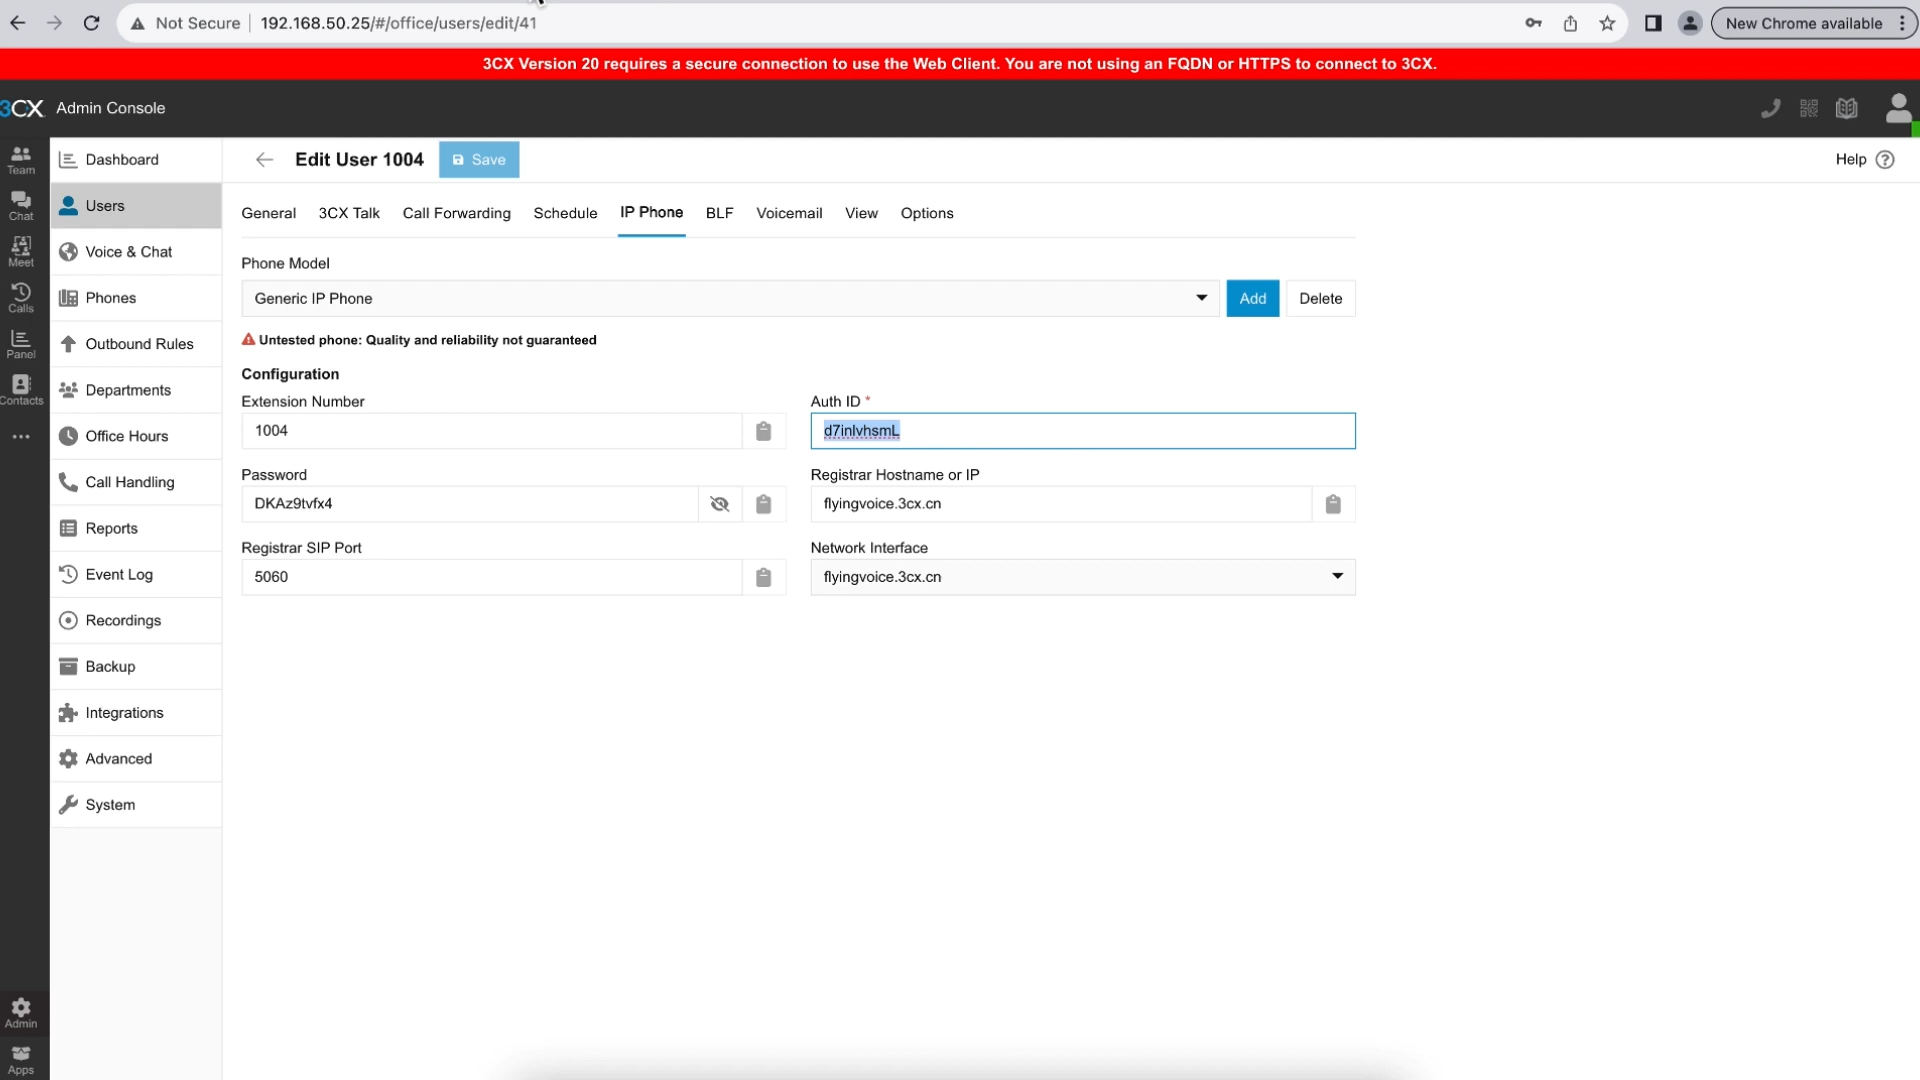 Not Secure
192.168.50.25/#/office/users/edit/41
New Chrome available
3CX Version 20 requires a secure connection to use the Web Client. You are not using an FQDN or HTTPS to connect to 3CX.
3CX Admin Console
Team
Chat
Meet
Calls
Panel
Contacts
Admin
Apps
Dashboard
Users
Voice & Chat
Phones
Outbound Rules
Departments
Office Hours
Call Handling
Reports
Event Log
Recordings
Backup
Integrations
Advanced
System
Edit User 1004
Save
Help
General 3CX Talk Call Forwarding Schedule IP Phone BLF Voicemail View Options
Phone Model
Generic IP Phone
Add
Delete
Untested phone: Quality and reliability not guaranteed
Configuration
Extension Number
1004
Auth ID *
d7inlvhsmL
Password
DKAz9tvfx4
Registrar Hostname or IP
flyingvoice.3cx.cn
Registrar SIP Port
5060
Network Interface
flyingvoice.3cx.cn